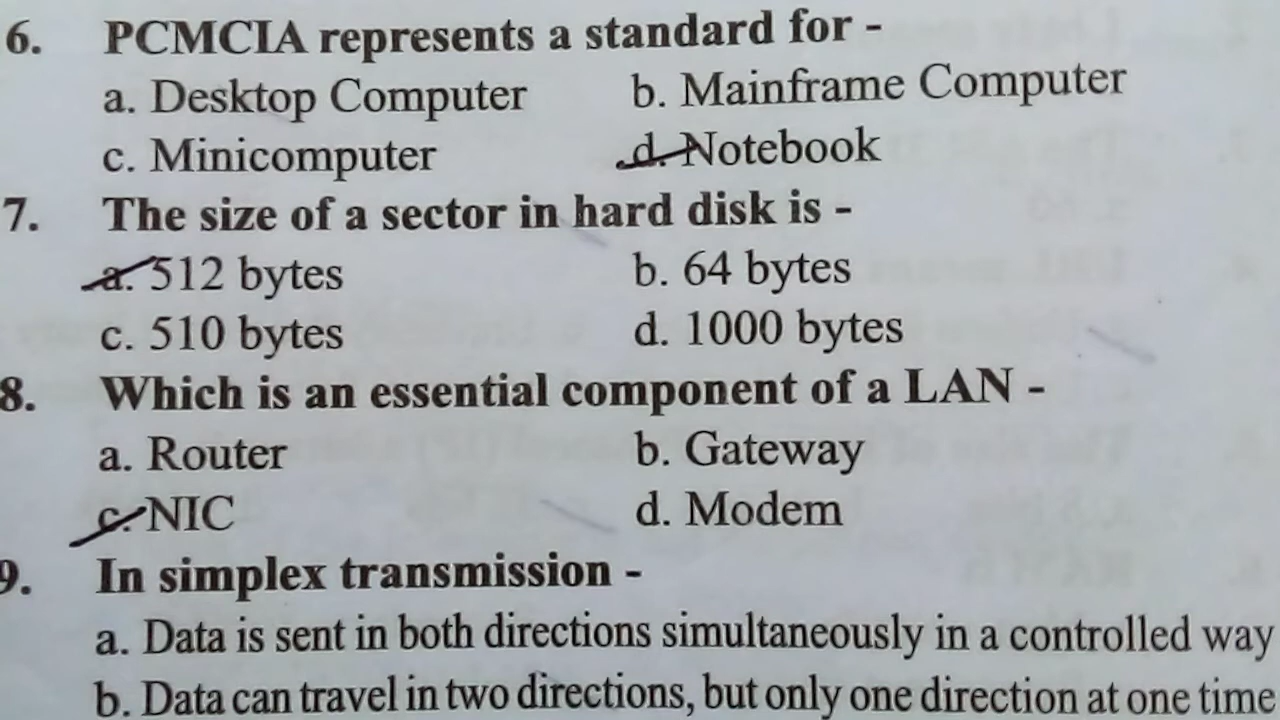 6. PCMCIA represents a standard for -
a. Desktop Computer b. Mainframe Computer
c. Minicomputer d. Notebook
7. The size of a sector in hard disk is -
a. 512 bytes b. 64 bytes
c. 510 bytes d. 1000 bytes
8. Which is an essential component of a LAN -
a. Router b. Gateway
c. NIC d. Modem
9. In simplex transmission -
a. Data is sent in both directions simultaneously in a controlled way
b. Data can travel in two directions, but only one direction at one time